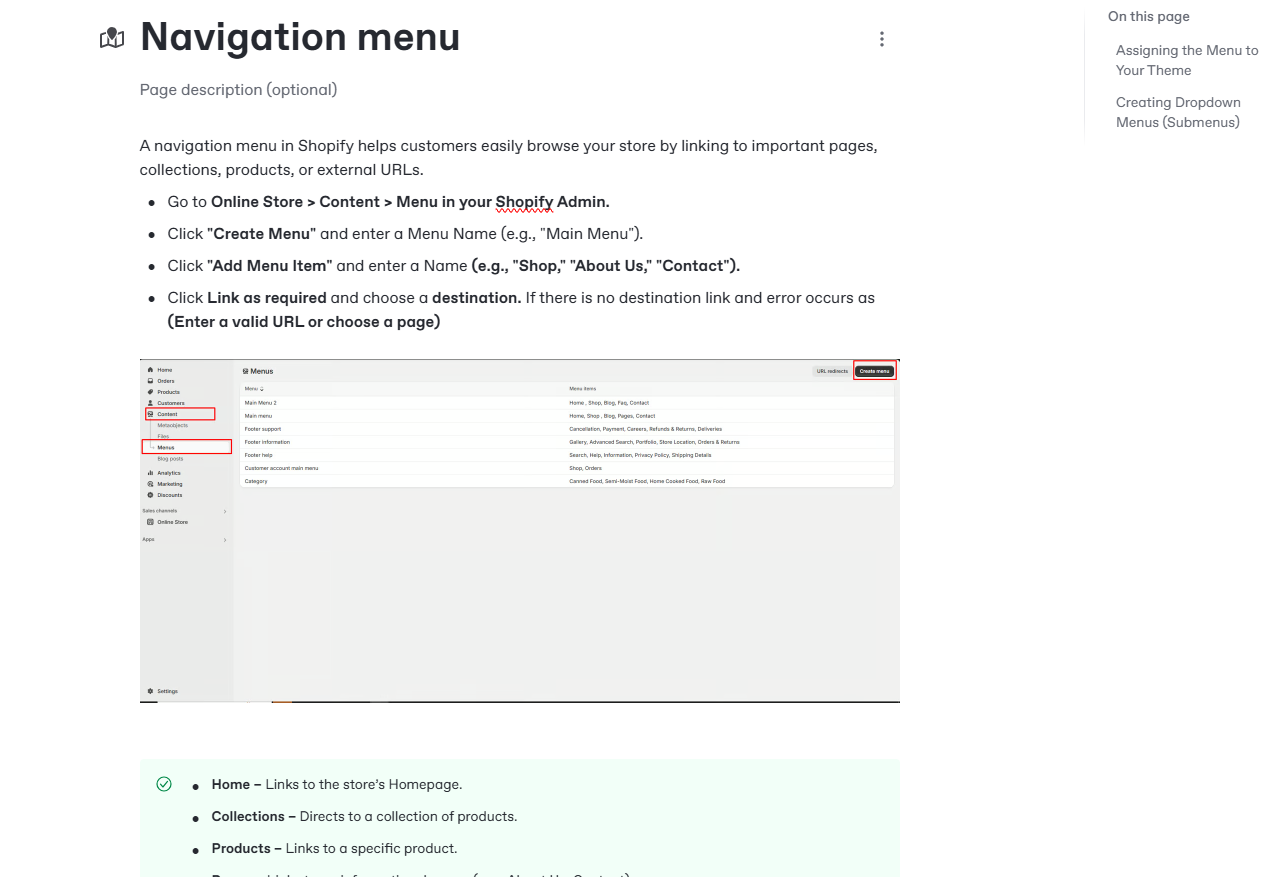 Navigation menu
Page description (optional)
On this page
Assigning the Menu to
Your Theme
Creating Dropdown
Menus (Submenus)
A navigation menu in Shopify helps customers easily browse your store by linking to important pages,
collections, products, or external URLs.
• Go to Online Store > Content > Menu in your Shopify Admin.
• Click "Create Menu" and enter a Menu Name (e.g., "Main Menu").
• Click "Add Menu Item" and enter a Name (e.g., "Shop," "About Us," "Contact").
• Click Link as required and choose a destination. If there is no destination link and error occurs as
(Enter a valid URL or choose a page)
Home
Orders
Products
Customers
Content
Metaobjects
Files
Menus
Blog posts
Analytics
Marketing
Discounts
Sales channels
Online Store
Apps
Settings
Menus
URL redirects
Create menu
Menu Menu items
Main Menu 2 Home , Shop, Blog, Faq, Contact
Main menu Home, Shop , Blog, Pages, Contact
Footer support Cancellation, Payment, Careers, Refunds & Returns, Deliveries
Footer information Gallery, Advanced Search, Portfolio, Store Location, Orders & Returns
Footer help Search, Help, Information, Privacy Policy, Shipping Details
Customer account main menu Shop, Orders
Category Canned Food, Semi-Moist Food, Home Cooked Food, Raw Food
• Home – Links to the store’s Homepage.
• Collections – Directs to a collection of products.
• Products – Links to a specific product.